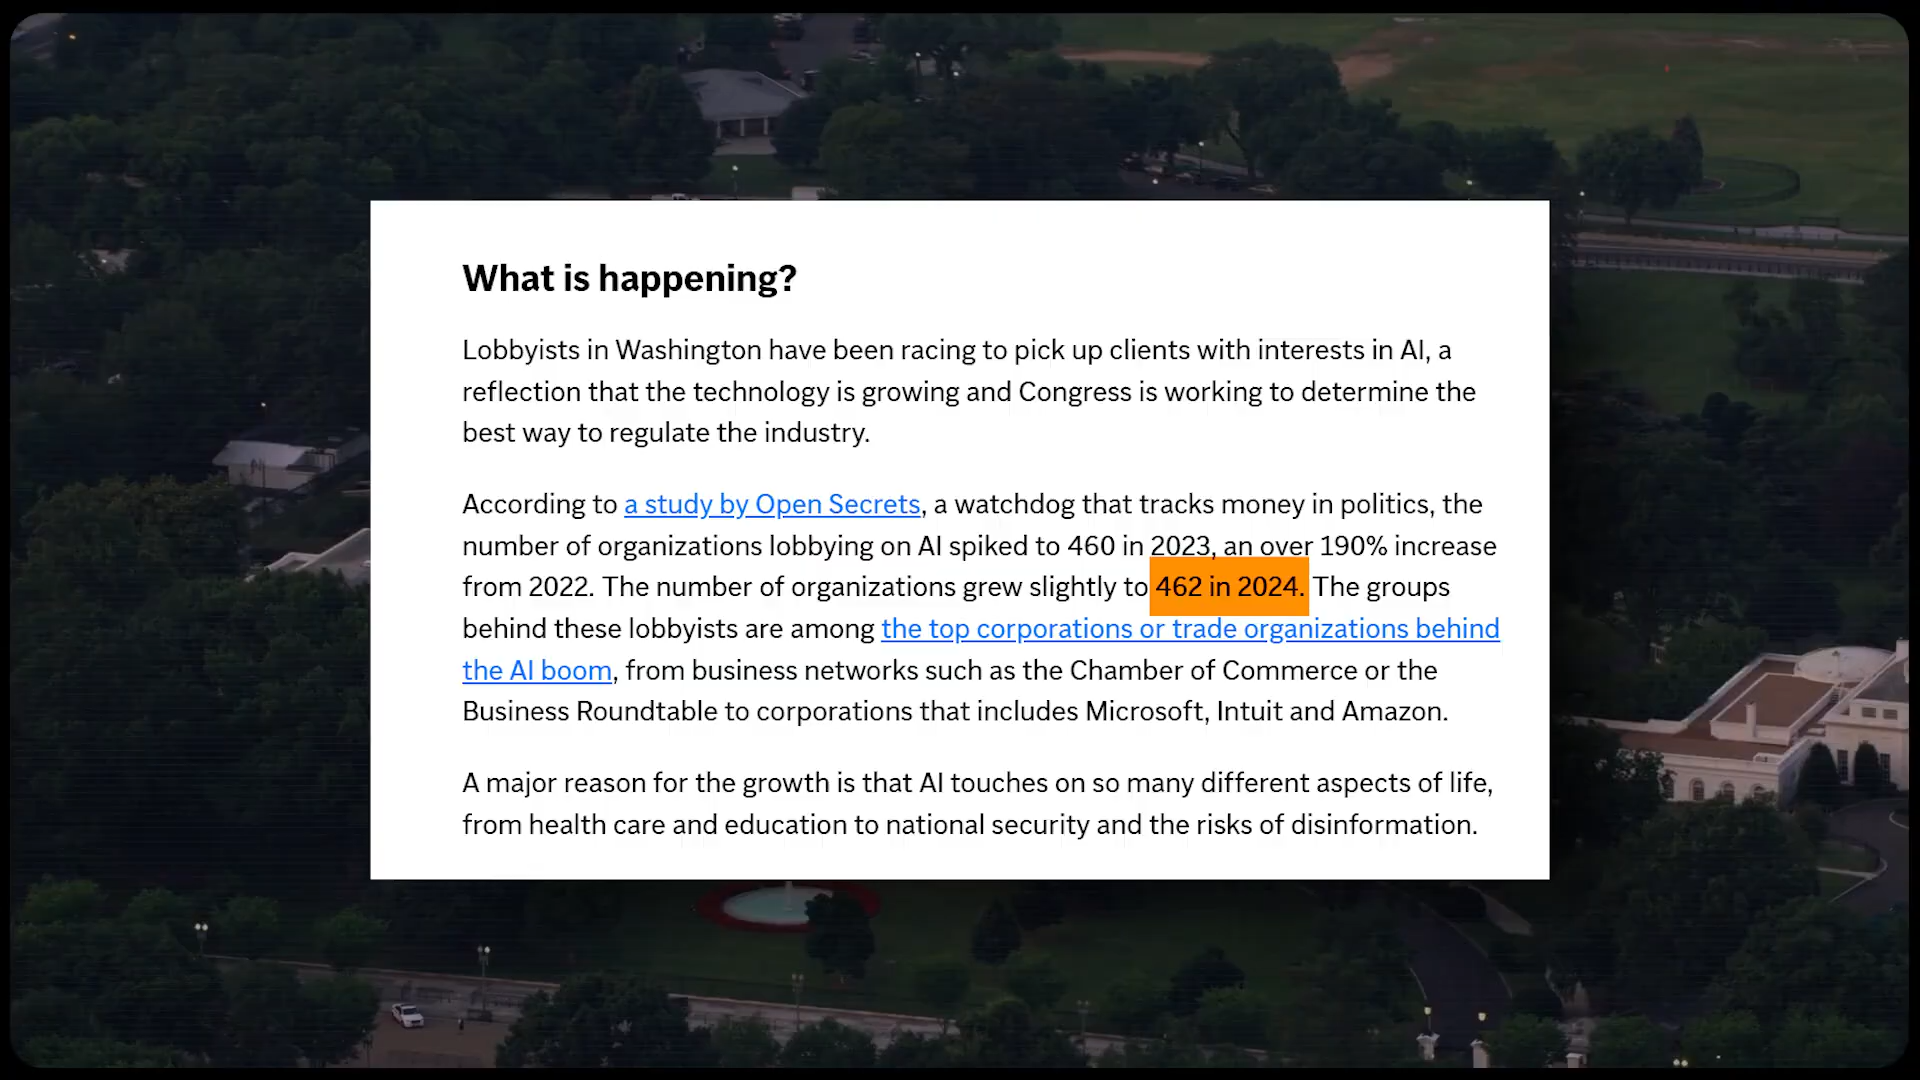 What is happening?
Lobbyists in Washington have been racing to pick up clients with interests in AI, a
reflection that the technology is growing and Congress is working to determine the
best way to regulate the industry.
According to a study by Open Secrets, a watchdog that tracks money in politics, the
number of organizations lobbying on AI spiked to 460 in 2023, an over 190% increase
from 2022. The number of organizations grew slightly to 462 in 2024. The groups
behind these lobbyists are among the top corporations or trade organizations behind
the AI boom, from business networks such as the Chamber of Commerce or the
Business Roundtable to corporations that includes Microsoft, Intuit and Amazon.
A major reason for the growth is that AI touches on so many different aspects of life,
from health care and education to national security and the risks of disinformation.